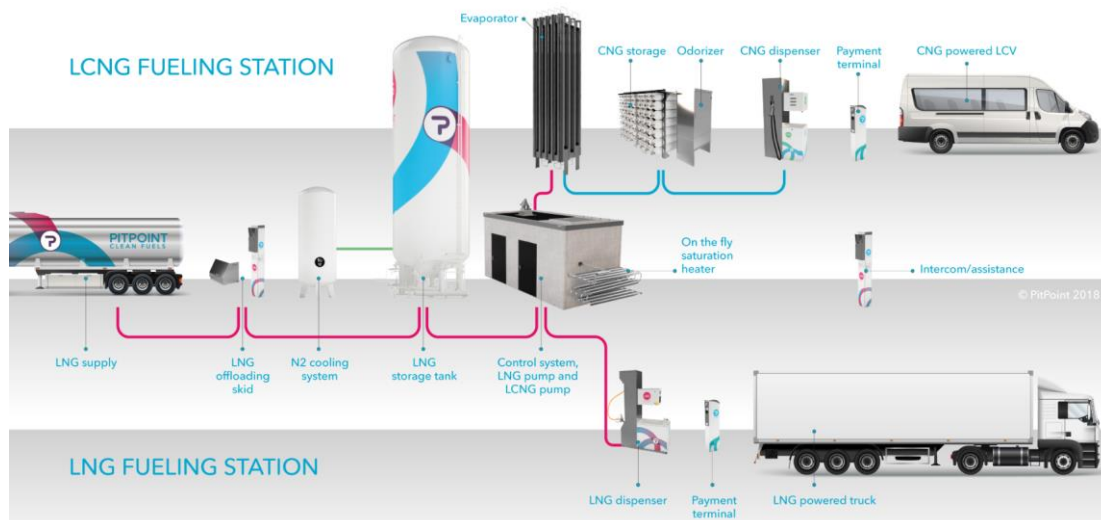 Evaporator
CNG storage
Odorizer
CNG dispenser
Payment
terminal
CNG powered LCV
LCNG FUELING STATION
PITPOINT
CLEAN FUELS
On the fly
saturation
heater
Intercom/assistance
© PitPoint 2018
LNG supply
LNG
offloading
skid
N2 cooling
system
LNG
storage tank
Control system,
LNG pump and
LCNG pump
LNG FUELING STATION
LNG dispenser
Payment
terminal
LNG powered truck